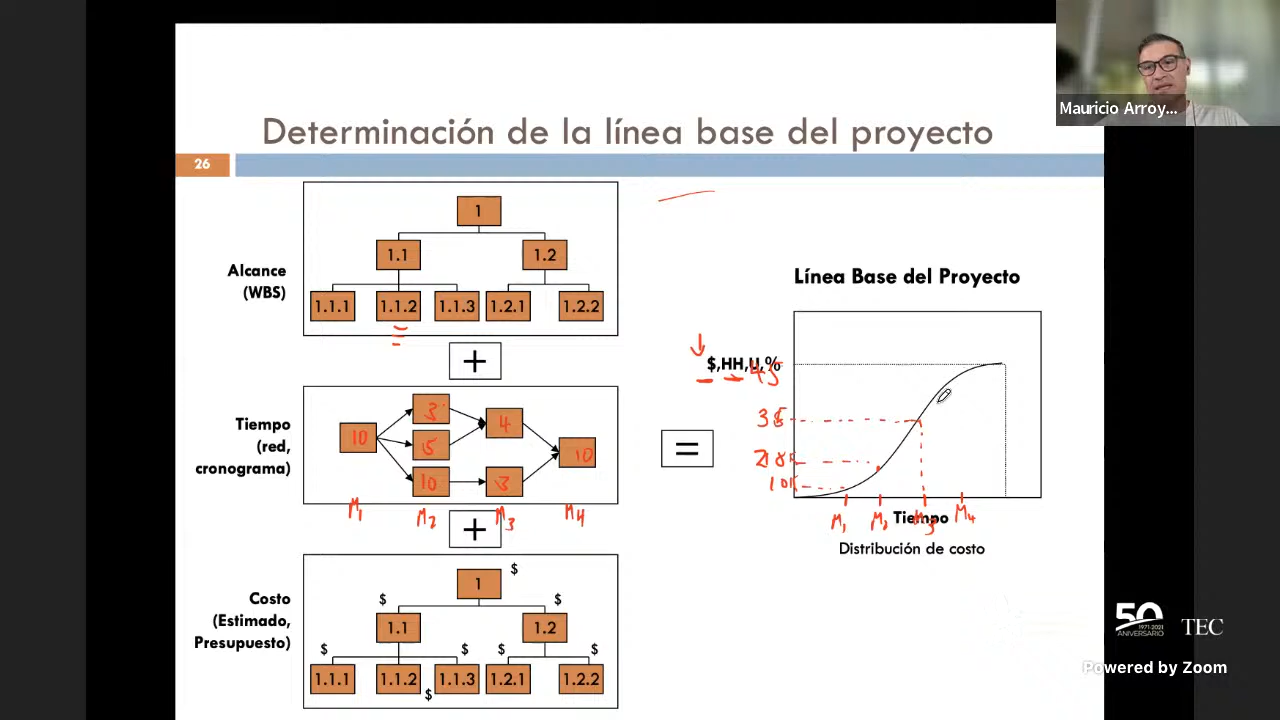 Mauricio Arroy...
Determinación de la línea base del proyecto
26
Alcance
(WBS)
1
1.1 1.2
1.1.1 1.1.2 1.1.3 1.2.1 1.2.2
+
Tiempo
(red,
cronograma)
10 3 5 10 4 3 10
M1 M2 M3 M4
+
Costo
(Estimado,
Presupuesto)
1 $
$ 1.1 $ 1.2
$ $ $ $
1.1.1 1.1.2 1.1.3 1.2.1 1.2.2
$
=
Línea Base del Proyecto
$,HH,U,%
45
M1 M2 M3 M4
Tiempo
Distribución de costo
50
1971-2021
ANIVERSARIO
TEC
Powered by Zoom